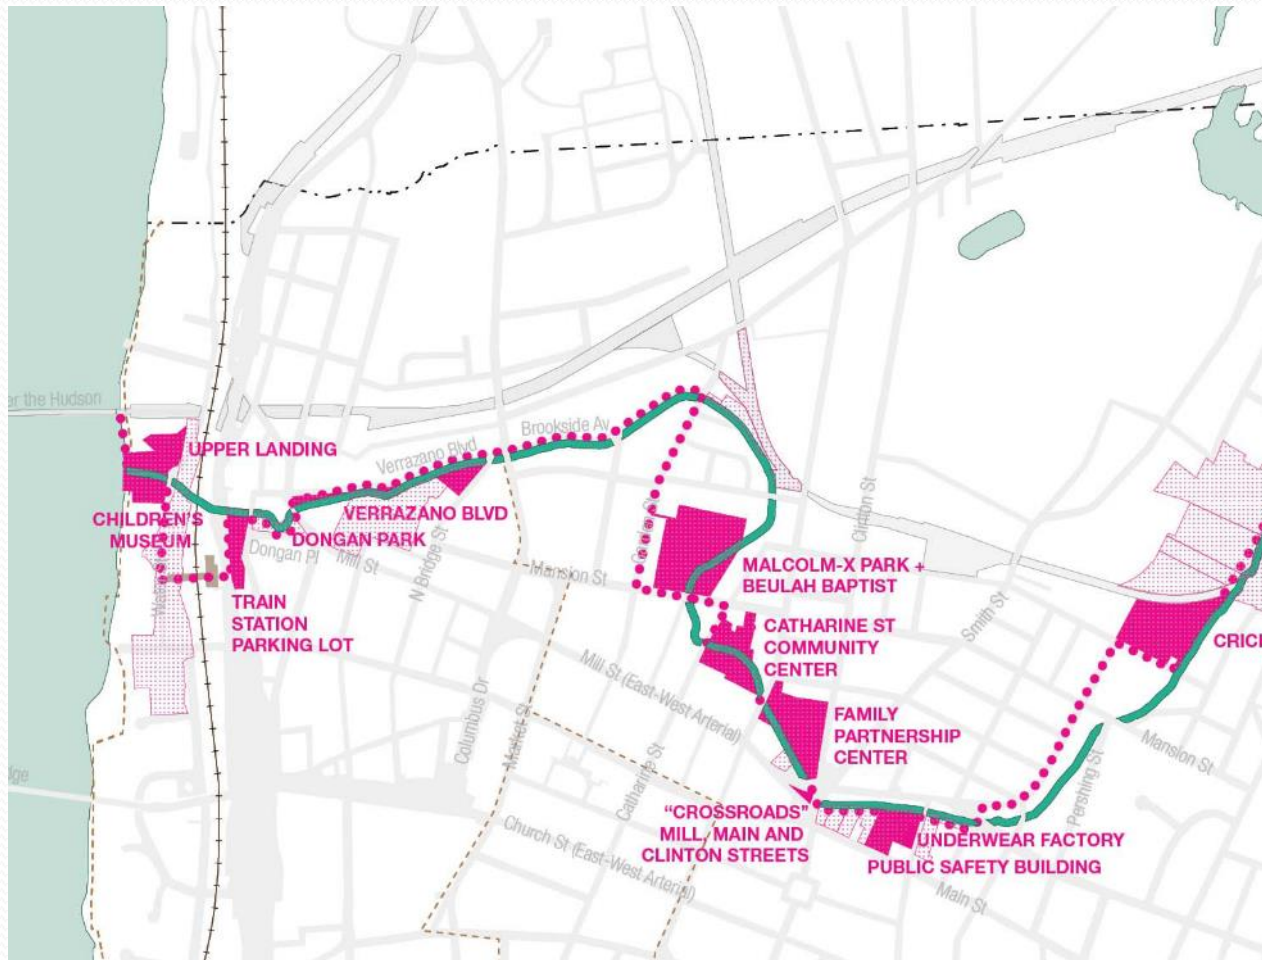 er the Hudson
UPPER LANDING
CHILDREN'S
MUSEUM
Verrazano Blvd
Brookside Av
VERRAZANO BLVD
DONGAN PARK
Dongan Pl
Mill St
N Bridge St
Mansion St
Clinton St
TRAIN
STATION
PARKING LOT
MALCOLM-X PARK +
BEULAH BAPTIST
CATHARINE ST
COMMUNITY
CENTER
Smith St
CRIC
Mill St (East-West Arterial)
FAMILY
PARTNERSHIP
CENTER
Columbus Dr
Market St
Catharine St
Pershing St
Mansion St
dge
"CROSSROADS"
MILL, MAIN AND
CLINTON STREETS
Church St (East-West Arterial)
UNDERWEAR FACTORY
PUBLIC SAFETY BUILDING
Main St